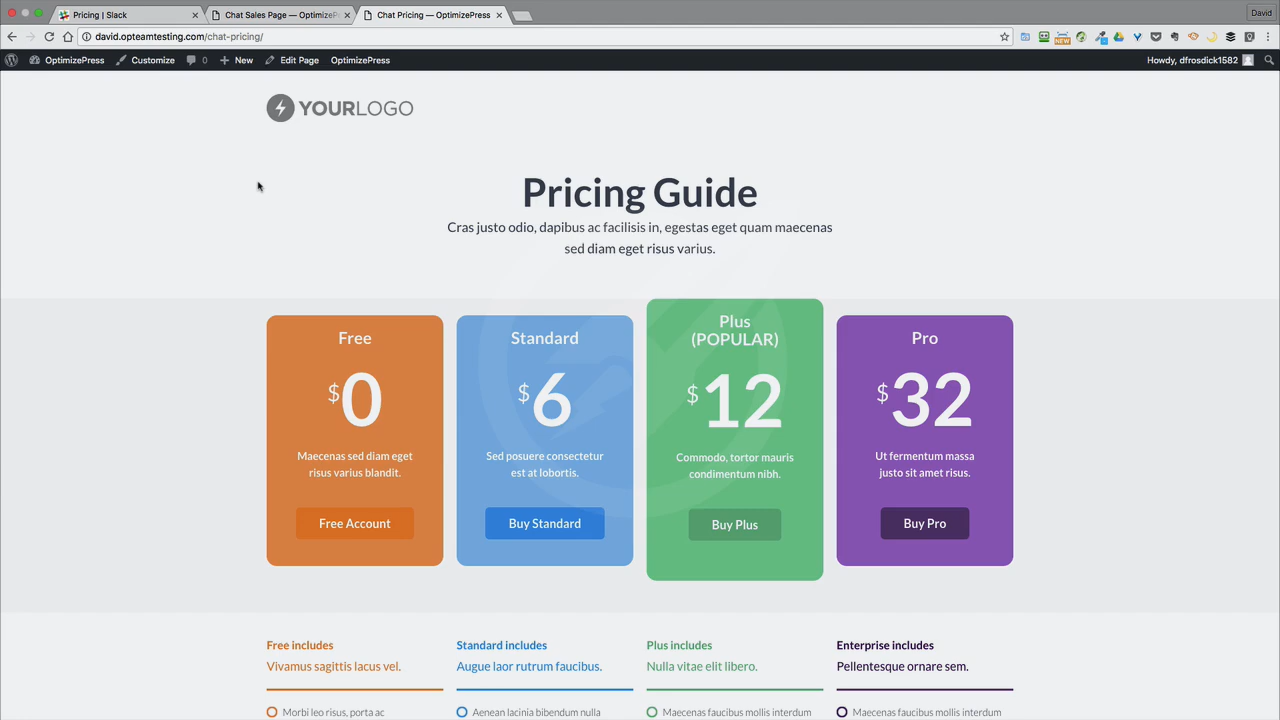 Pricing | Slack
Chat Sales Page — OptimizeP
Chat Pricing — OptimizePress
David
david.opteamtesting.com/chat-pricing/
NEW
OptimizePress
Customize
0
New
Edit Page
OptimizePress
Howdy, dfrosdick1582
YOURLOGO
Pricing Guide
Cras justo odio, dapibus ac facilisis in, egestas eget quam maecenas
sed diam eget risus varius.
Free
$0
Maecenas sed diam eget
risus varius blandit.
Free Account
Standard
$6
Sed posuere consectetur
est at lobortis.
Buy Standard
Plus
(POPULAR)
$12
Commodo, tortor mauris
condimentum nibh.
Buy Plus
Pro
$32
Ut fermentum massa
justo sit amet risus.
Buy Pro
Free includes
Vivamus sagittis lacus vel.
Morbi leo risus, porta ac
Standard includes
Augue laor rutrum faucibus.
Aenean lacinia bibendum nulla
Plus includes
Nulla vitae elit libero.
Maecenas faucibus mollis interdum
Enterprise includes
Pellentesque ornare sem.
Maecenas faucibus mollis interdum